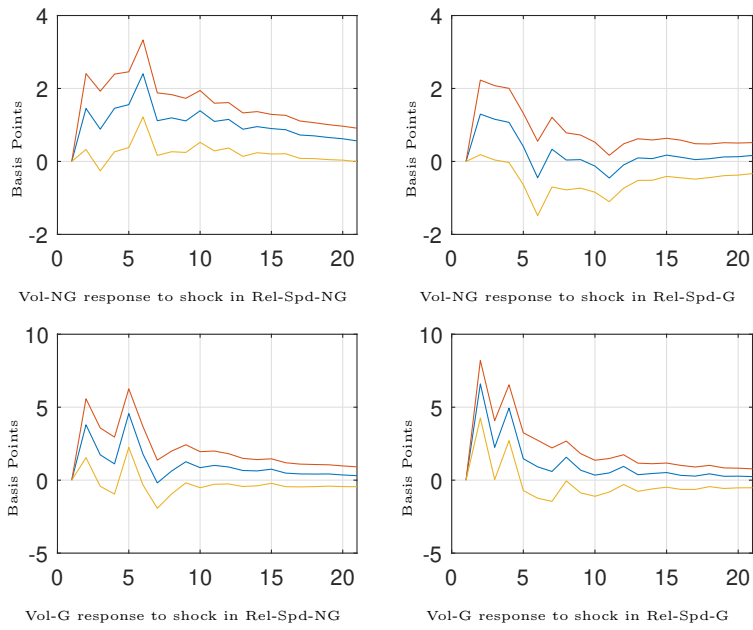 4
2
0
-2
Basis Points
0 5 10 15 20
Vol-NG response to shock in Rel-Spd-NG
4
2
0
-2
Basis Points
0 5 10 15 20
Vol-NG response to shock in Rel-Spd-G
10
5
0
-5
Basis Points
0 5 10 15 20
Vol-G response to shock in Rel-Spd-NG
10
5
0
-5
Basis Points
0 5 10 15 20
Vol-G response to shock in Rel-Spd-G